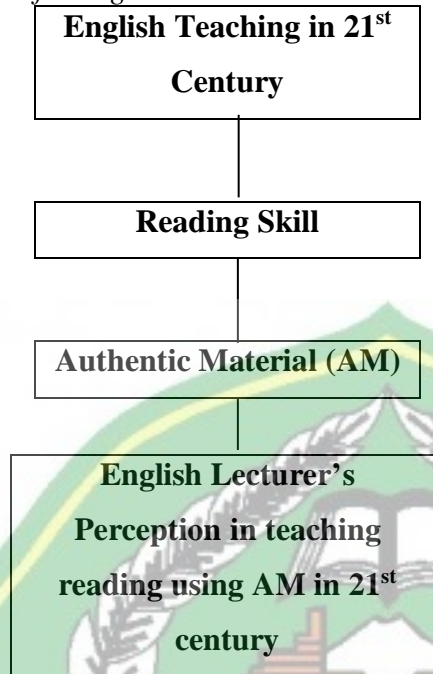 English Teaching in 21st
Century
Reading Skill
Authentic Material (AM)
English Lecturer's
Perception in teaching
reading using AM in 21st
century